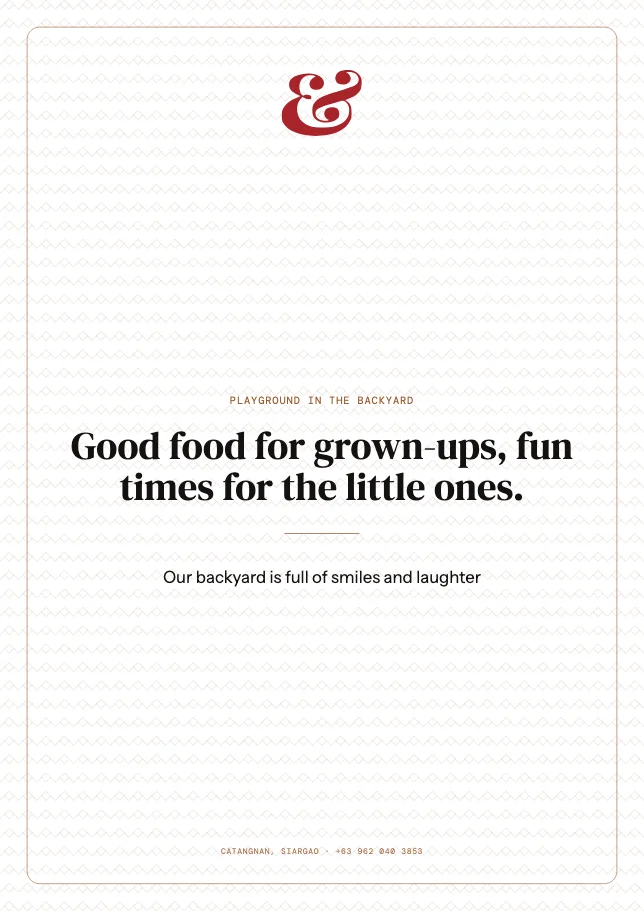 &
PLAYGROUND IN THE BACKYARD
Good food for grown-ups, fun
times for the little ones.
Our backyard is full of smiles and laughter
CATANGNAN, SIARGAO · +63 962 040 3853